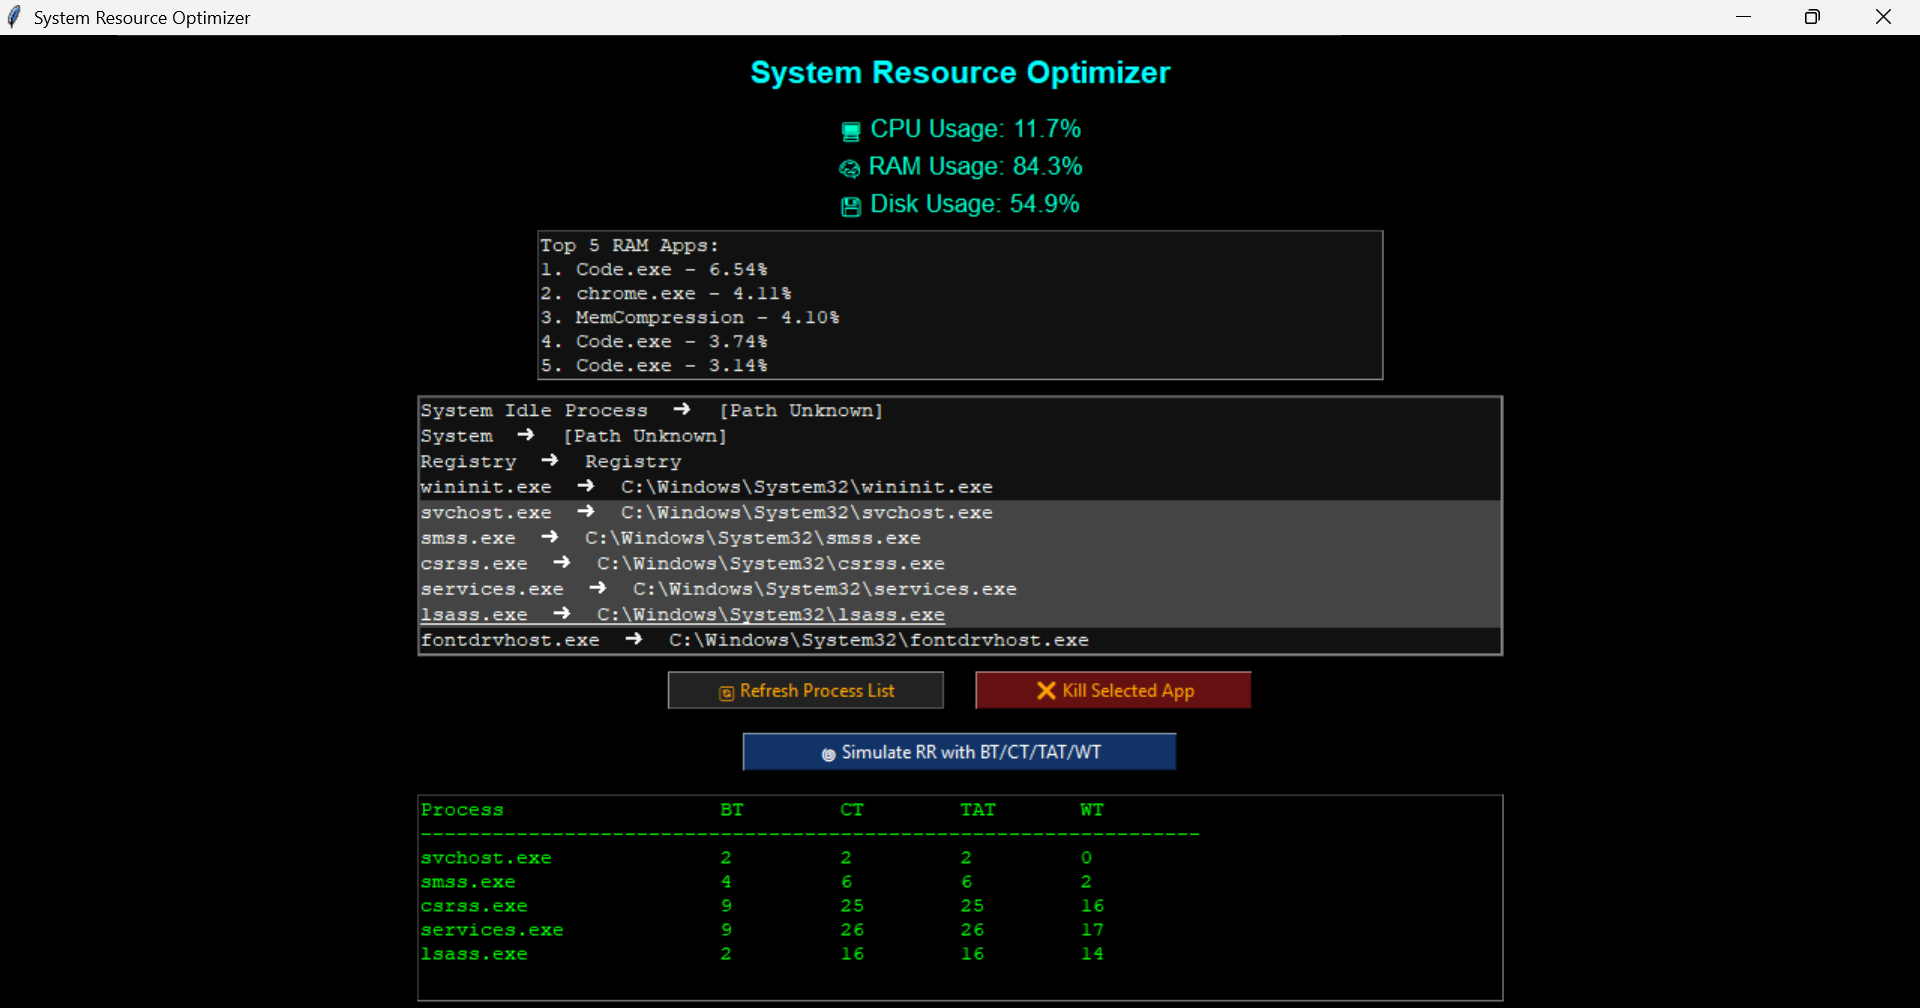 System Resource Optimizer
System Resource Optimizer
CPU Usage: 11.7%
RAM Usage: 84.3%
Disk Usage: 54.9%
Top 5 RAM Apps:
1. Code.exe - 6.54%
2. chrome.exe - 4.11%
3. MemCompression - 4.10%
4. Code.exe - 3.74%
5. Code.exe - 3.14%
System Idle Process ➜ [Path Unknown]
System ➜ [Path Unknown]
Registry ➜ Registry
wininit.exe ➜ C:\Windows\System32\wininit.exe
svchost.exe ➜ C:\Windows\System32\svchost.exe
smss.exe ➜ C:\Windows\System32\smss.exe
csrss.exe ➜ C:\Windows\System32\csrss.exe
services.exe ➜ C:\Windows\System32\services.exe
lsass.exe ➜ C:\Windows\System32\lsass.exe
fontdrvhost.exe ➜ C:\Windows\System32\fontdrvhost.exe
Refresh Process List
❌ Kill Selected App
Simulate RR with BT/CT/TAT/WT
Process BT CT TAT WT
-----------------------------------------------------------------
svchost.exe 2 2 2 0
smss.exe 4 6 6 2
csrss.exe 9 25 25 16
services.exe 9 26 26 17
lsass.exe 2 16 16 14